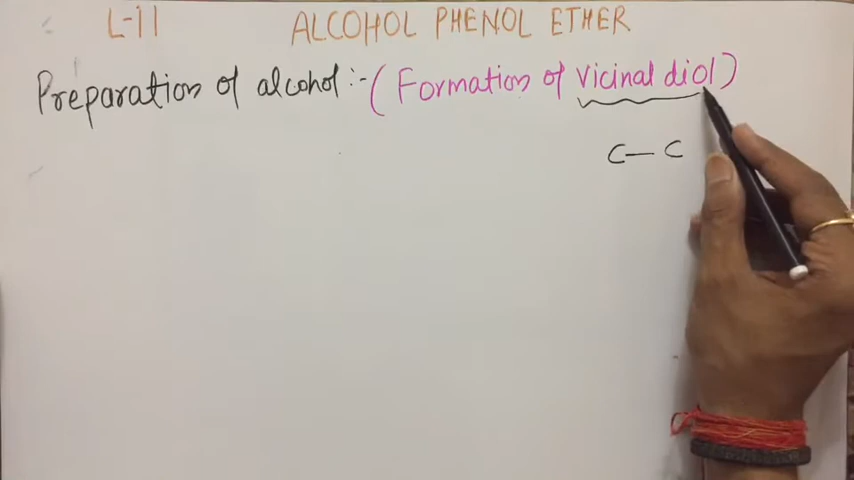 L-11 ALCOHOL PHENOL ETHER
Preparation of alcohol:- (Formation of vicinal diol)
C—C